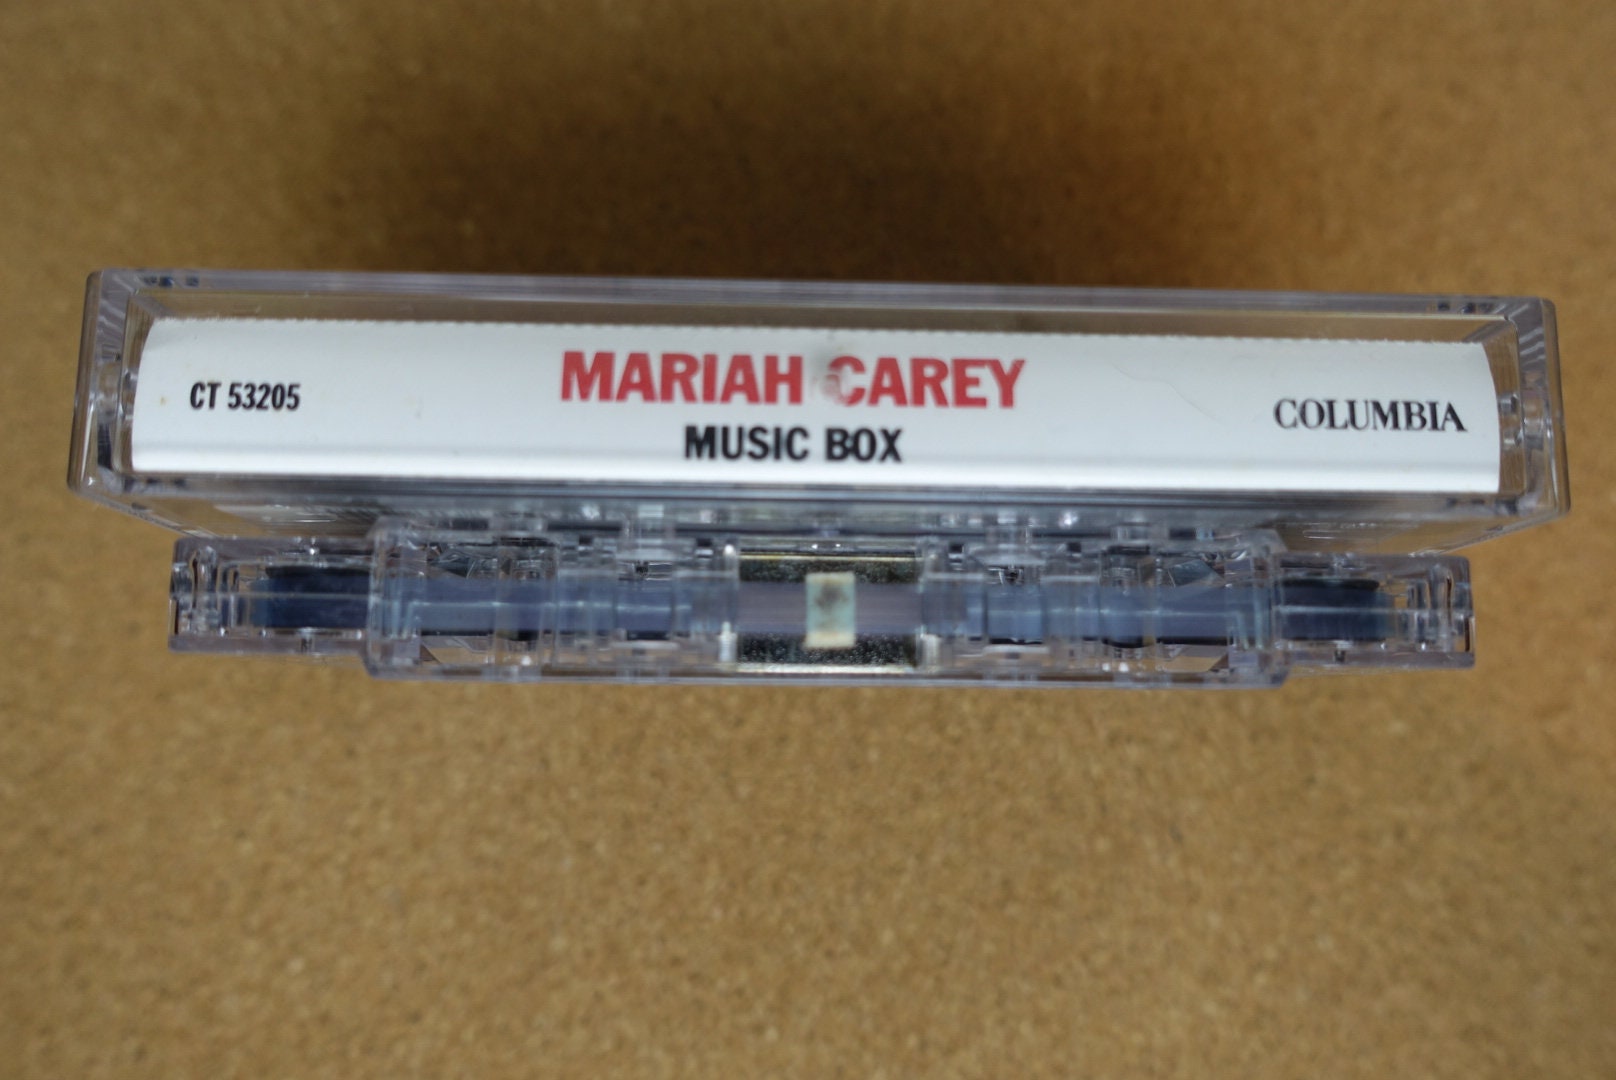 CT 53205
MARIAH CAREY
MUSIC BOX
COLUMBIA